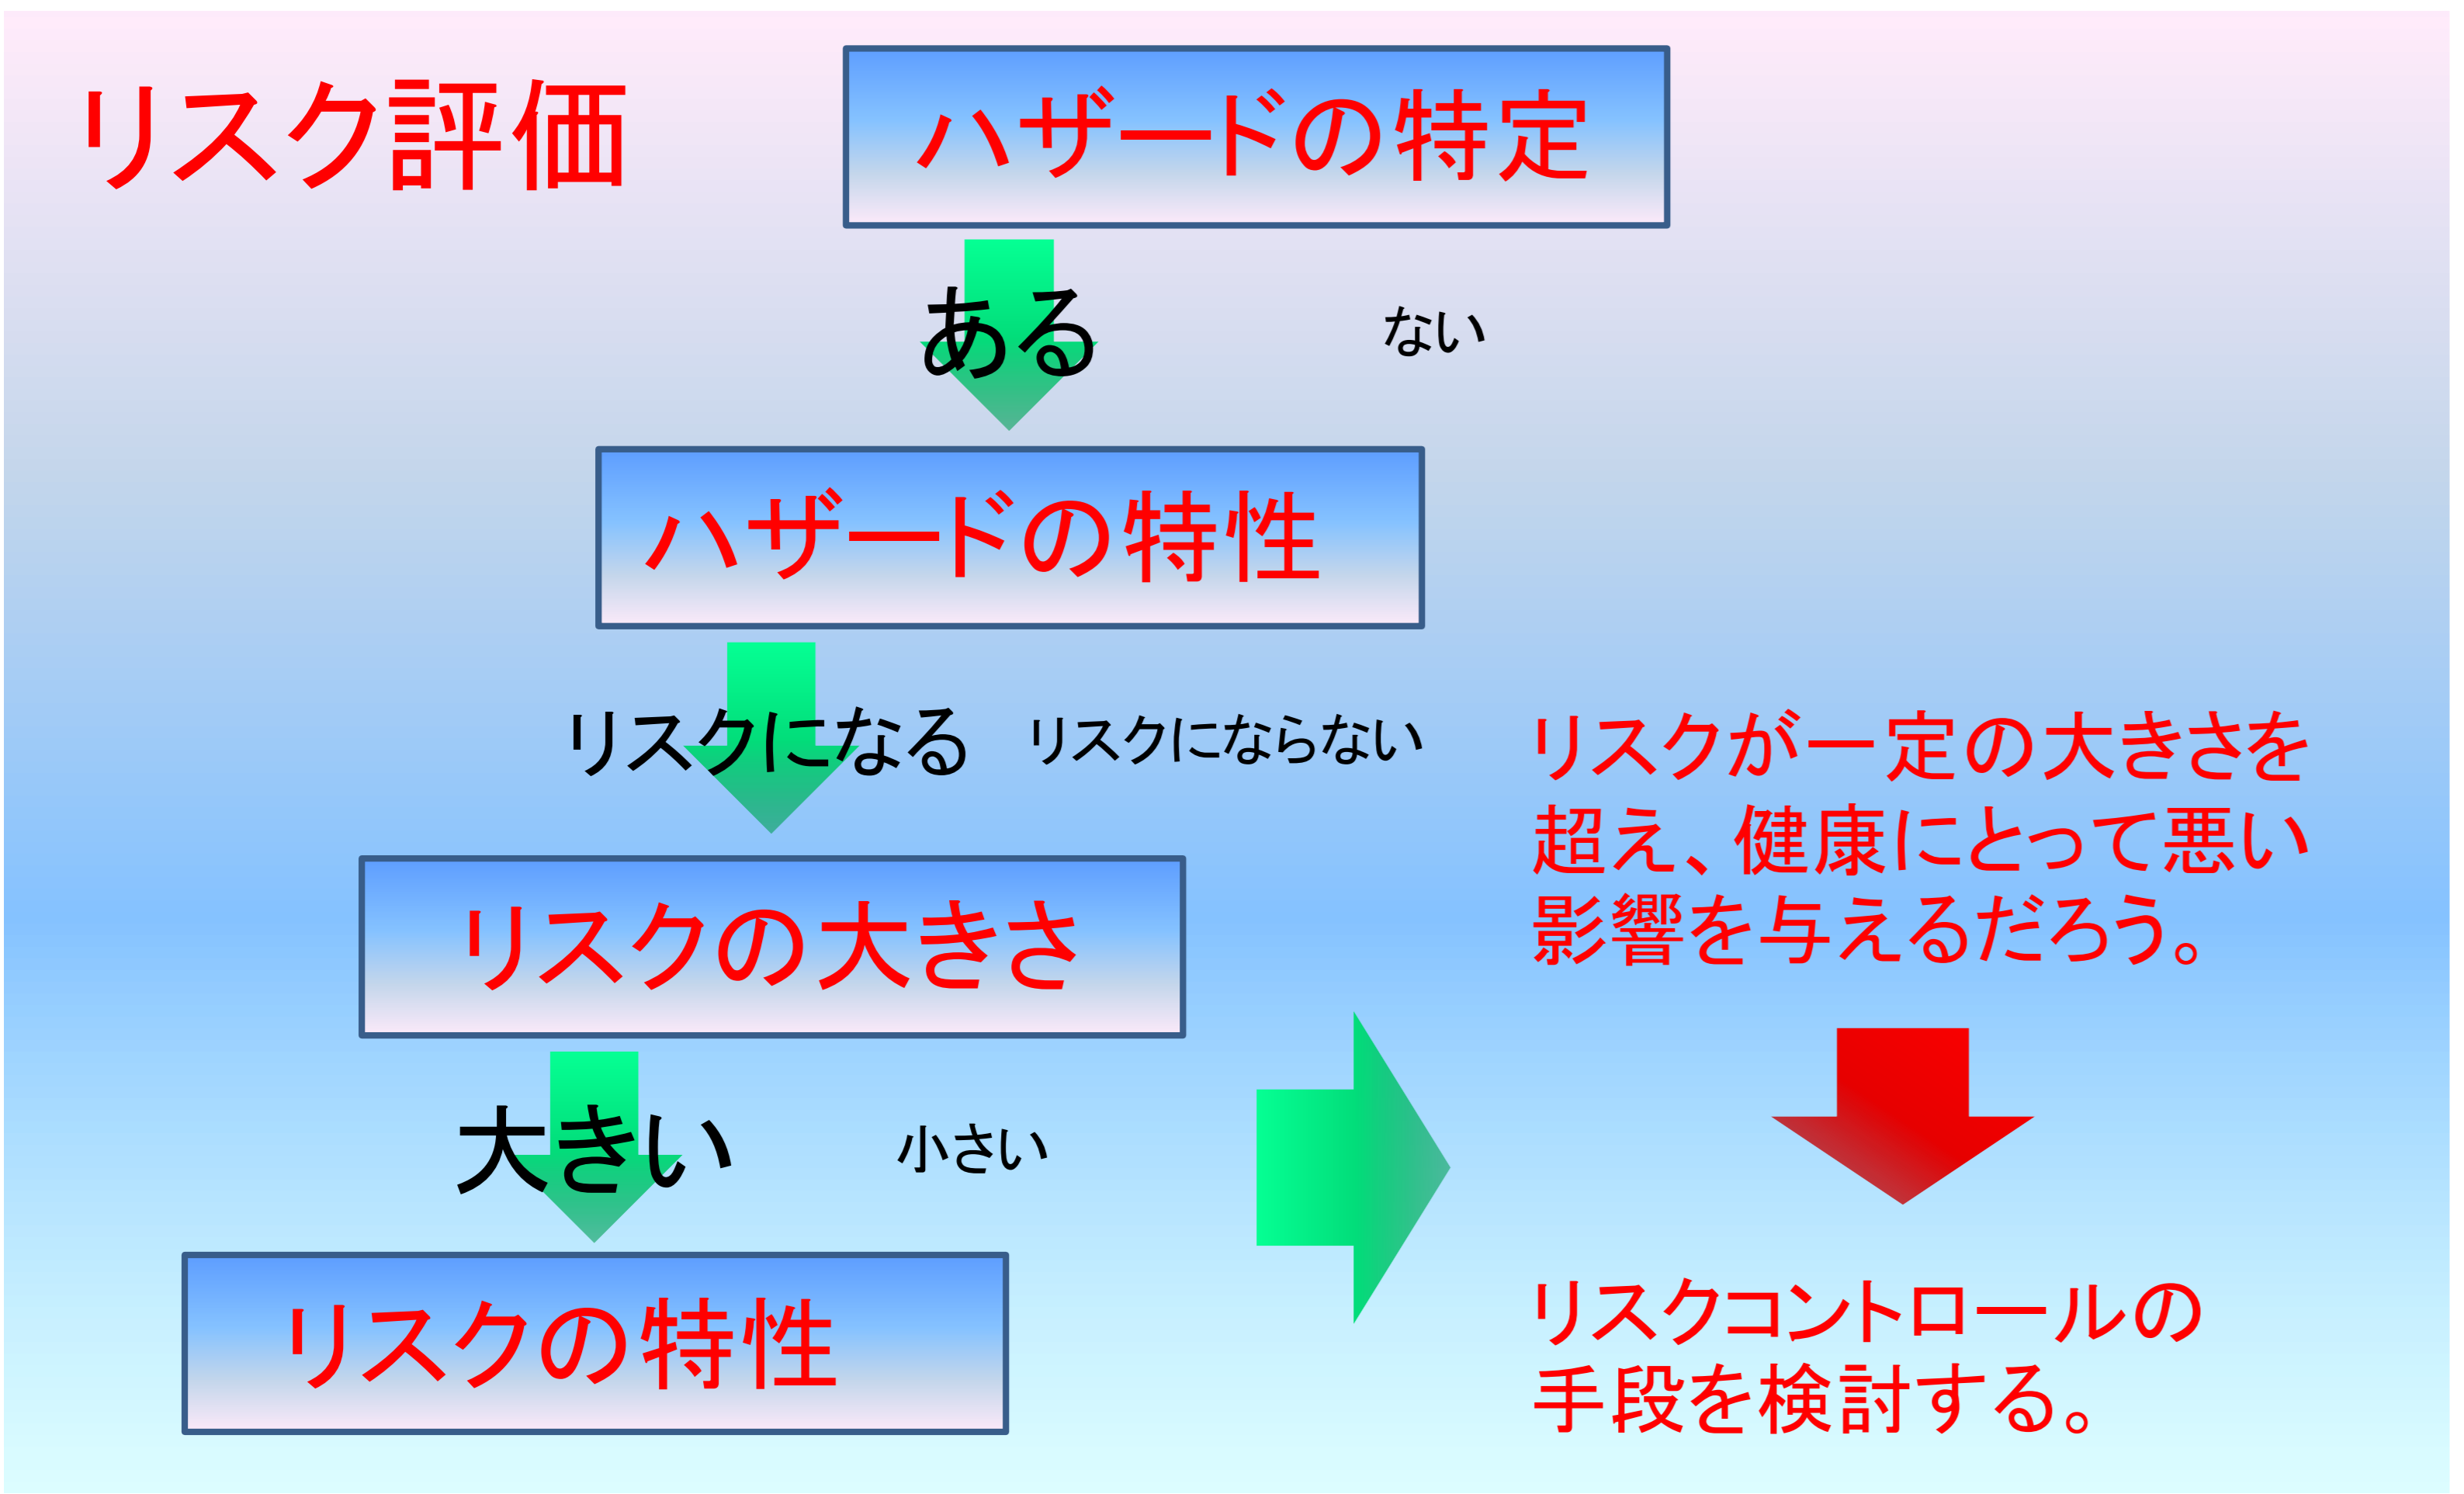 リスク評価
ハザードの特定
ある
ない
ハザードの特性
リスクになる
リスクにならない
リスクの大きさ
大きい
小さい
リスクの特性
リスクが一定の大きさを
超え、健康にとって悪い
影響を与えるだろう。
リスクコントロールの
手段を検討する。